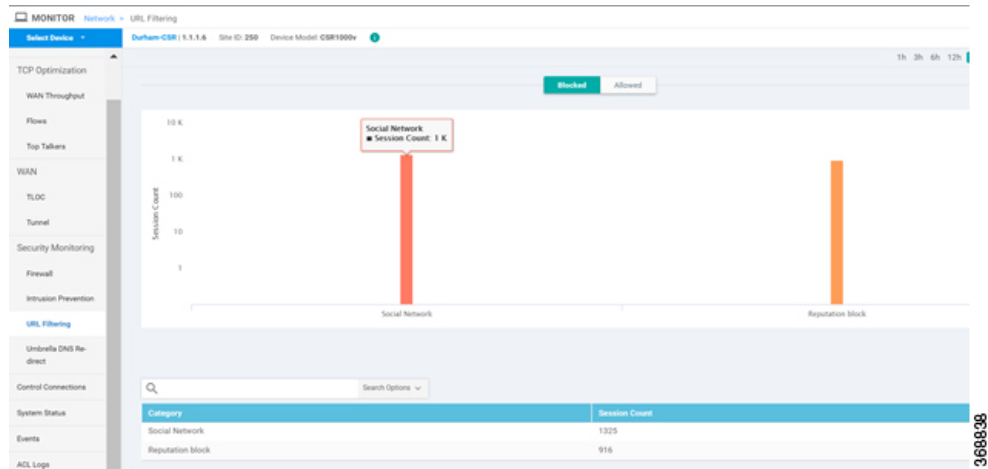 MONITOR Network > URL Filtering
Select Device
Durham-CSR | 1.1.1.6 Site ID: 250 Device Model: CSR1000v
1h 3h 6h 12h
TCP Optimization
WAN Throughput
Flows
Top Talkers
WAN
TLOC
Tunnel
Security Monitoring
Firewall
Intrusion Prevention
URL Filtering
Umbrella DNS Re-
direct
Control Connections
System Status
Events
ACL Logs
Blocked Allowed
Session Count
10 K
1 K
100
10
1
Social Network
Session Count: 1 K
Social Network
Reputation block
Search Options
Category Session Count
Social Network 1325
Reputation block 916
368838